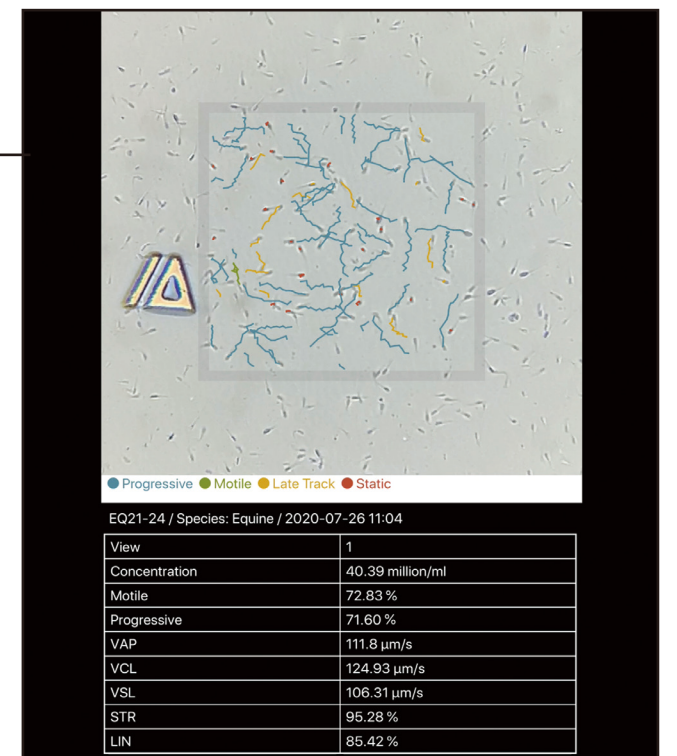 Progressive Motile Late Track Static
EQ21-24 / Species: Equine / 2020-07-26 11:04
View 1
Concentration 40.39 million/ml
Motile 72.83 %
Progressive 71.60 %
VAP 111.8 µm/s
VCL 124.93 µm/s
VSL 106.31 µm/s
STR 95.28 %
LIN 85.42 %